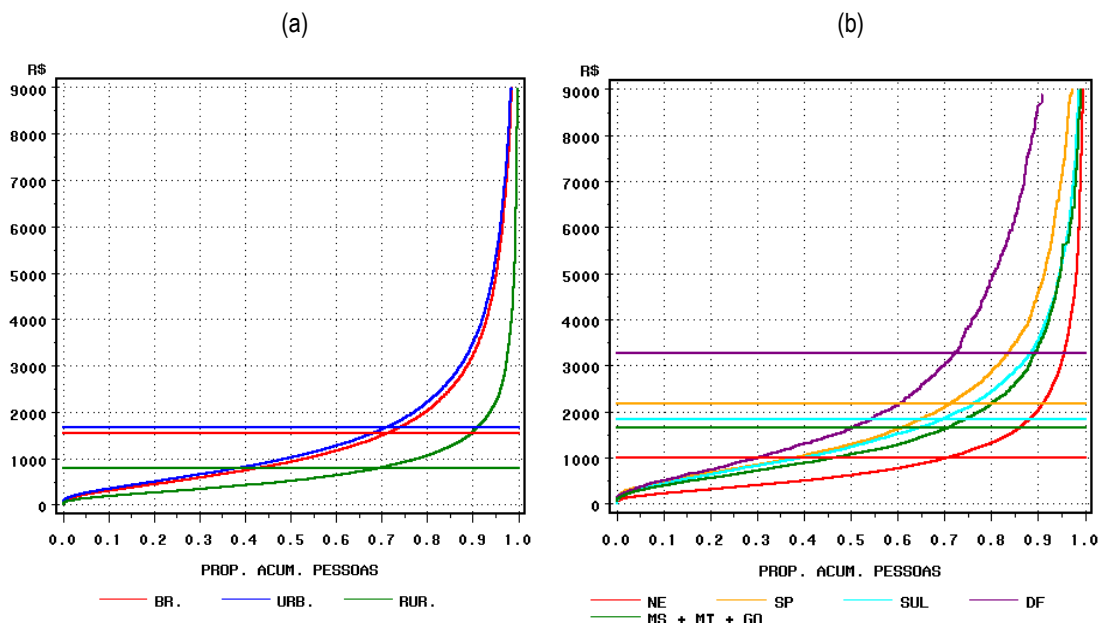 (a)
R$
9000
8000
7000
6000
5000
4000
3000
2000
1000
0
0.0 0.1 0.2 0.3 0.4 0.5 0.6 0.7 0.8 0.9 1.0
PROP. ACUM. PESSOAS
BR. URB. RUR.
(b)
R$
9000
8000
7000
6000
5000
4000
3000
2000
1000
0
0.0 0.1 0.2 0.3 0.4 0.5 0.6 0.7 0.8 0.9 1.0
PROP. ACUM. PESSOAS
NE SP SUL DF
MS + MT + GO